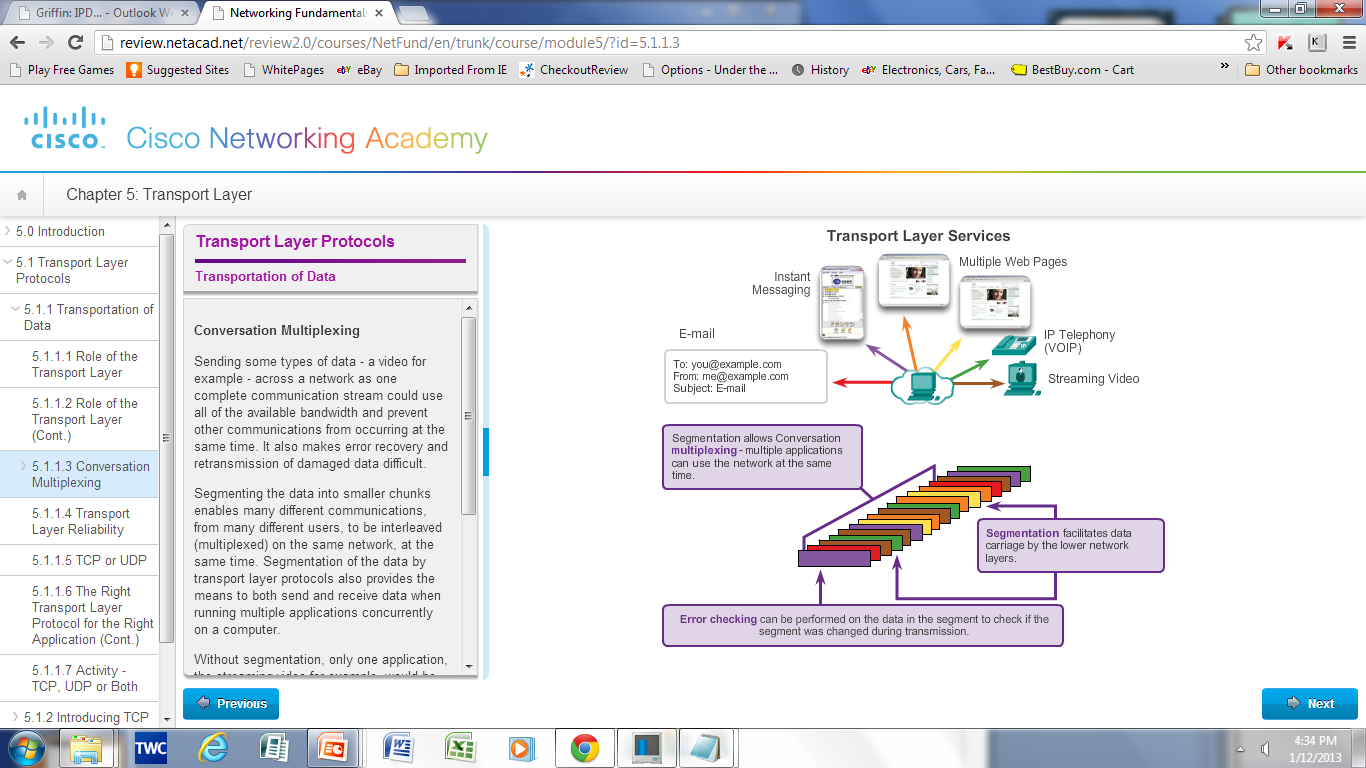 Griffin: IPD... - Outlook W
Networking Fundamental
review.netacad.net/review2.0/courses/NetFund/en/trunk/course/module5/?id=5.1.1.3
Play Free Games Suggested Sites WhitePages eBay Imported From IE CheckoutReview Options - Under the ... History Electronics, Cars, Fa... BestBuy.com - Cart » Other bookmarks
CISCO Cisco Networking Academy
Chapter 5: Transport Layer
5.0 Introduction
5.1 Transport Layer
Protocols
5.1.1 Transportation of
Data
5.1.1.1 Role of the
Transport Layer
5.1.1.2 Role of the
Transport Layer
(Cont.)
5.1.1.3 Conversation
Multiplexing
5.1.1.4 Transport
Layer Reliability
5.1.1.5 TCP or UDP
5.1.1.6 The Right
Transport Layer
Protocol for the Right
Application (Cont.)
5.1.1.7 Activity -
TCP, UDP or Both
5.1.2 Introducing TCP
Transport Layer Protocols
Transportation of Data
Conversation Multiplexing
Sending some types of data - a video for
example - across a network as one
complete communication stream could use
all of the available bandwidth and prevent
other communications from occurring at the
same time. It also makes error recovery and
retransmission of damaged data difficult.
Segmenting the data into smaller chunks
enables many different communications,
from many different users, to be interleaved
(multiplexed) on the same network, at the
same time. Segmentation of the data by
transport layer protocols also provides the
means to both send and receive data when
running multiple applications concurrently
on a computer.
Without segmentation, only one application,
the streaming video for example, would be
Previous
Transport Layer Services
Instant
Messaging
Multiple Web Pages
E-mail
IP Telephony
(VOIP)
To: you@example.com
From: me@example.com
Subject: E-mail
Streaming Video
Segmentation allows Conversation
multiplexing - multiple applications
can use the network at the same
time.
Segmentation facilitates data
carriage by the lower network
layers.
Error checking can be performed on the data in the segment to check if the
segment was changed during transmission.
Next
TWC
4:34 PM
1/12/2013